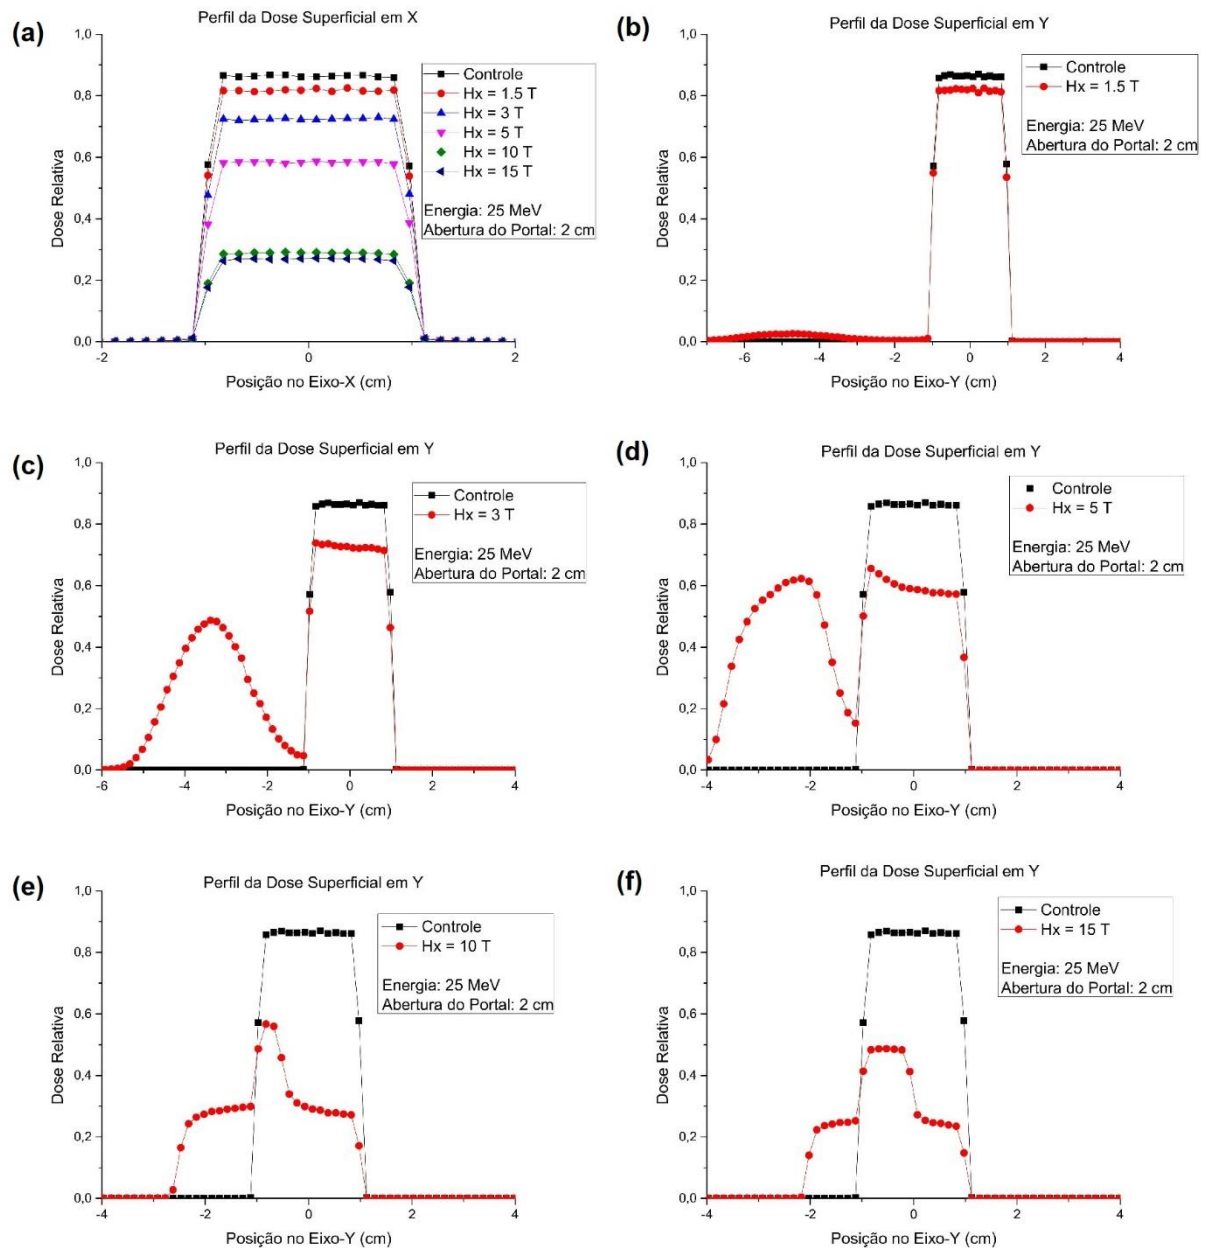 (a)
Perfil da Dose Superficial em X
1,0
0,8
0,6
0,4
0,2
0,0
Dose Relativa
Controle
Hx = 1.5 T
Hx = 3 T
Hx = 5 T
Hx = 10 T
Hx = 15 T
Energia: 25 MeV
Abertura do Portal: 2 cm
-2 0 2
Posição no Eixo-X (cm)
(b)
Perfil da Dose Superficial em Y
1,0
0,8
0,6
0,4
0,2
0,0
Dose Relativa
Controle
Hx = 1.5 T
Energia: 25 MeV
Abertura do Portal: 2 cm
-6 -4 -2 0 2 4
Posição no Eixo-Y (cm)
(c)
Perfil da Dose Superficial em Y
1,0
0,8
0,6
0,4
0,2
0,0
Dose Relativa
Controle
Hx = 3 T
Energia: 25 MeV
Abertura do Portal: 2 cm
-6 -4 -2 0 2 4
Posição no Eixo-Y (cm)
(d)
Perfil da Dose Superficial em Y
1,0
0,8
0,6
0,4
0,2
0,0
Dose Relativa
Controle
Hx = 5 T
Energia: 25 MeV
Abertura do Portal: 2 cm
-4 -2 0 2 4
Posição no Eixo-Y (cm)
(e)
Perfil da Dose Superficial em Y
1,0
0,8
0,6
0,4
0,2
0,0
Dose Relativa
Controle
Hx = 10 T
Energia: 25 MeV
Abertura do Portal: 2 cm
-4 -2 0 2 4
Posição no Eixo-Y (cm)
(f)
Perfil da Dose Superficial em Y
1,0
0,8
0,6
0,4
0,2
0,0
Dose Relativa
Controle
Hx = 15 T
Energia: 25 MeV
Abertura do Portal: 2 cm
-4 -2 0 2 4
Posição no Eixo-Y (cm)